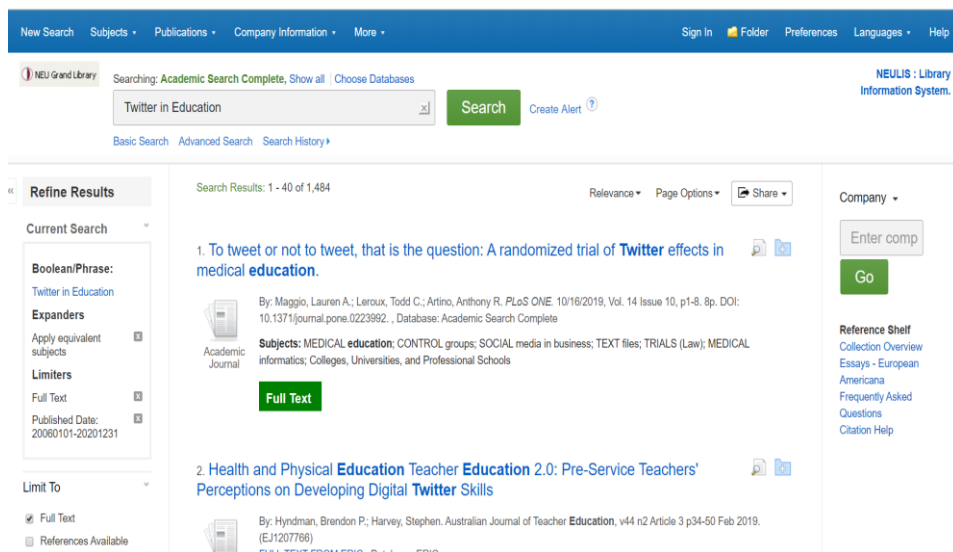 New Search Subjects Publications Company Information More Sign In Folder Preferences Languages Help
NEU Grand Library
Searching: Academic Search Complete, Show all | Choose Databases
NEULIS : Library
Information System.
Twitter in Education x Search Create Alert ?
Basic Search Advanced Search Search History
« Refine Results
Current Search
Boolean/Phrase:
Twitter in Education
Expanders
Apply equivalent
subjects
Limiters
Full Text
Published Date:
20060101-20201231
Limit To
Full Text
References Available
Search Results: 1 - 40 of 1,484
Relevance Page Options Share
1. To tweet or not to tweet, that is the question: A randomized trial of Twitter effects in
medical education.
By: Maggio, Lauren A.; Leroux, Todd C.; Artino, Anthony R. PLoS ONE. 10/16/2019, Vol. 14 Issue 10, p1-8. 8p. DOI:
10.1371/journal.pone.0223992. , Database: Academic Search Complete
Academic
Journal
Subjects: MEDICAL education; CONTROL groups; SOCIAL media in business; TEXT files; TRIALS (Law); MEDICAL
informatics; Colleges, Universities, and Professional Schools
Full Text
2. Health and Physical Education Teacher Education 2.0: Pre-Service Teachers'
Perceptions on Developing Digital Twitter Skills
By: Hyndman, Brendon P.; Harvey, Stephen. Australian Journal of Teacher Education, v44 n2 Article 3 p34-50 Feb 2019.
(EJ1207766)
Company
Enter comp
Go
Reference Shelf
Collection Overview
Essays - European
Americana
Frequently Asked
Questions
Citation Help